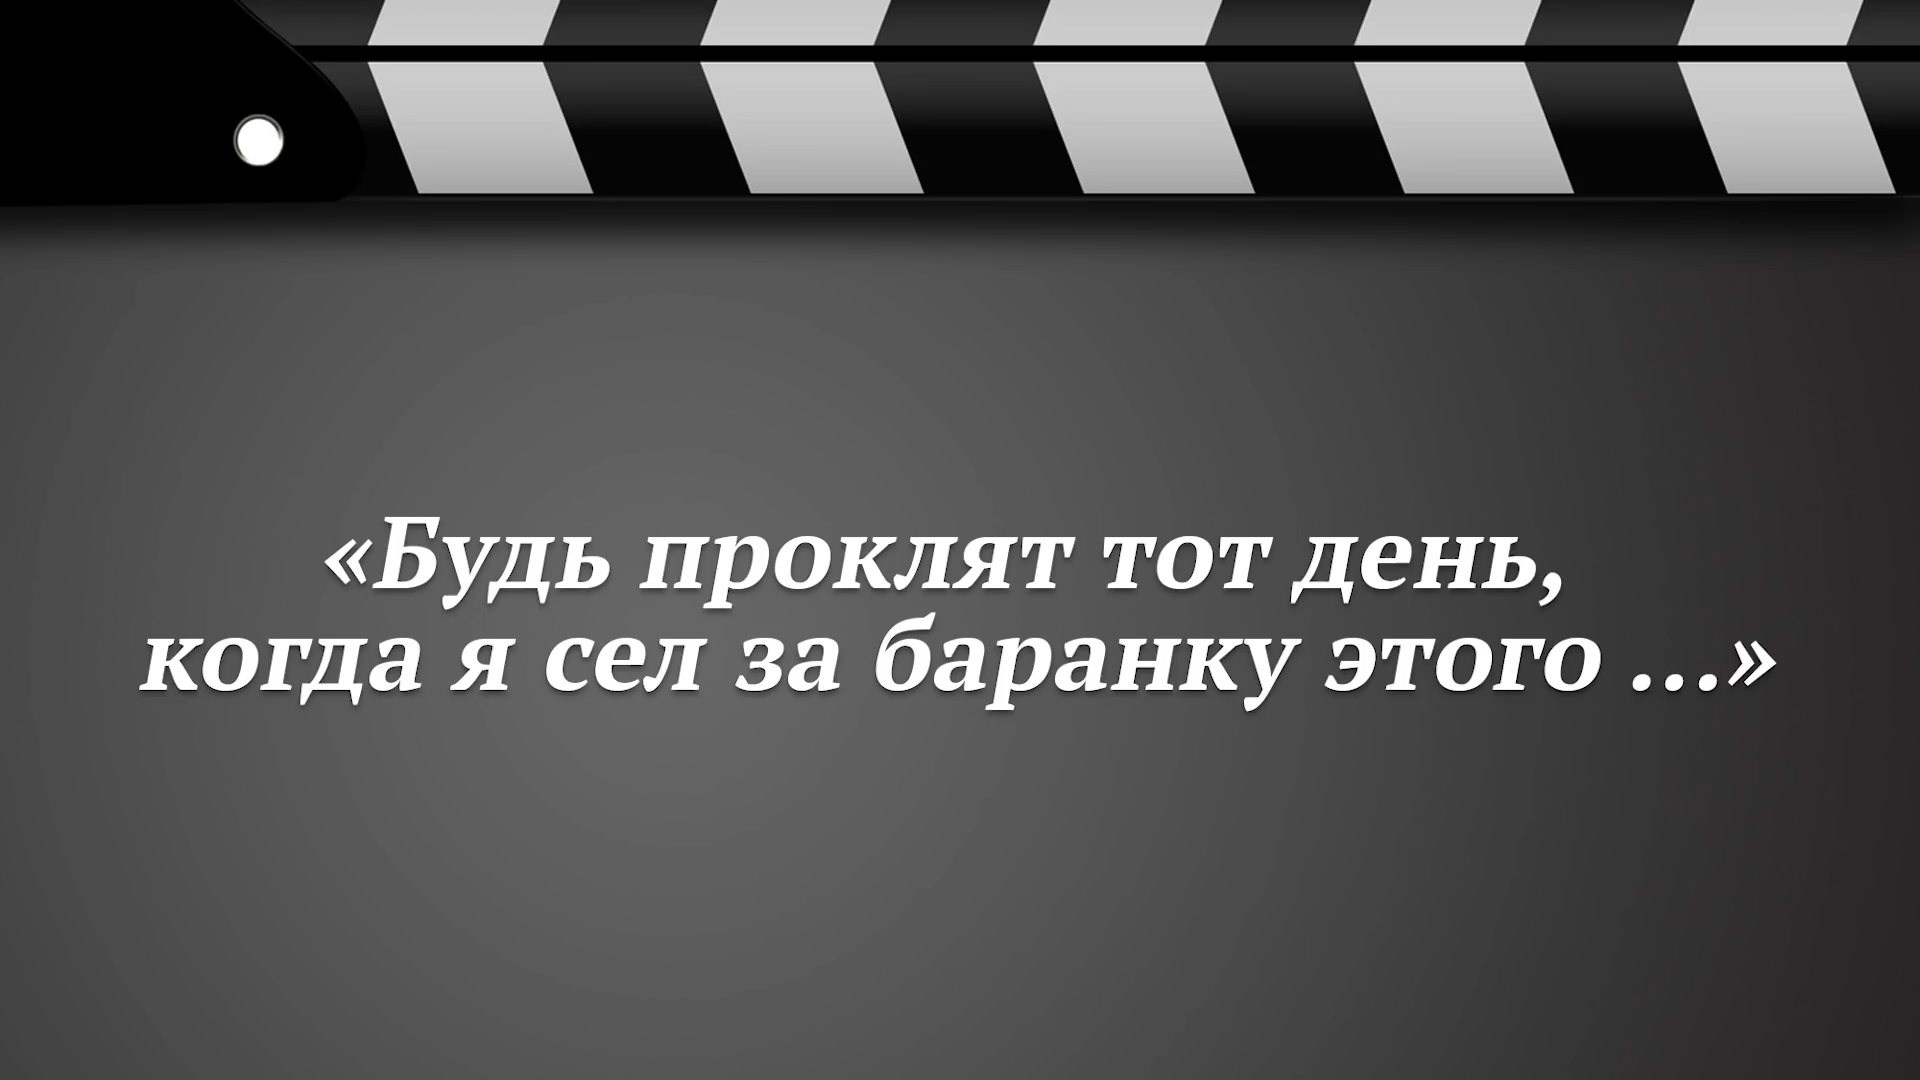 «Будь проклят тот день,
когда я сел за баранку этого ...»